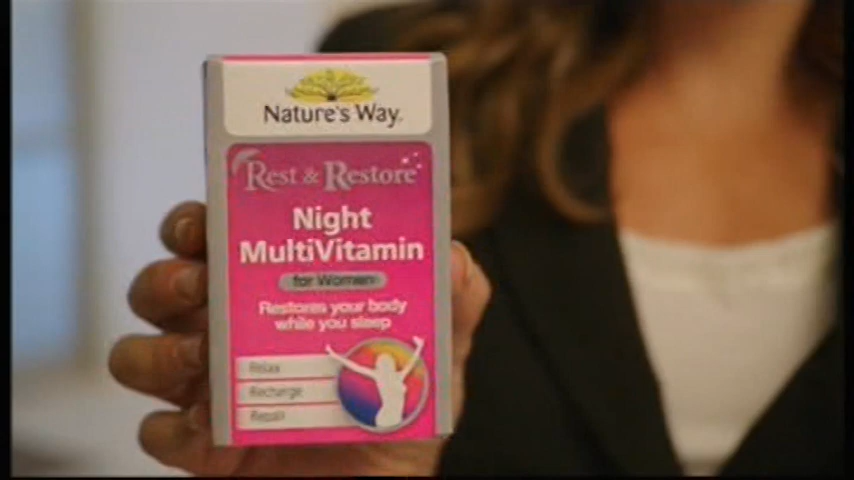 Nature's Way
Rest & Restore
Night
MultiVitamin
for Women
Restores your body
while you sleep
Relax
Recharge
Repair